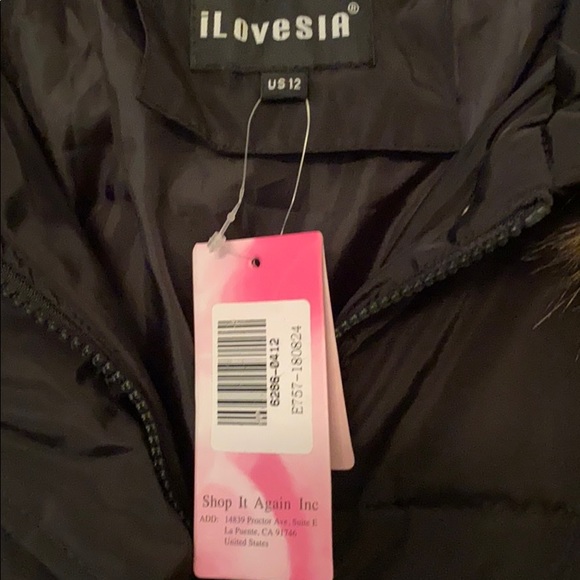 iLovesIA®
US 12
6286-0412
E757-180824
Shop It Again Inc
ADD: 14839 Proctor Ave, Suite E
La Puente, CA 91746
United States